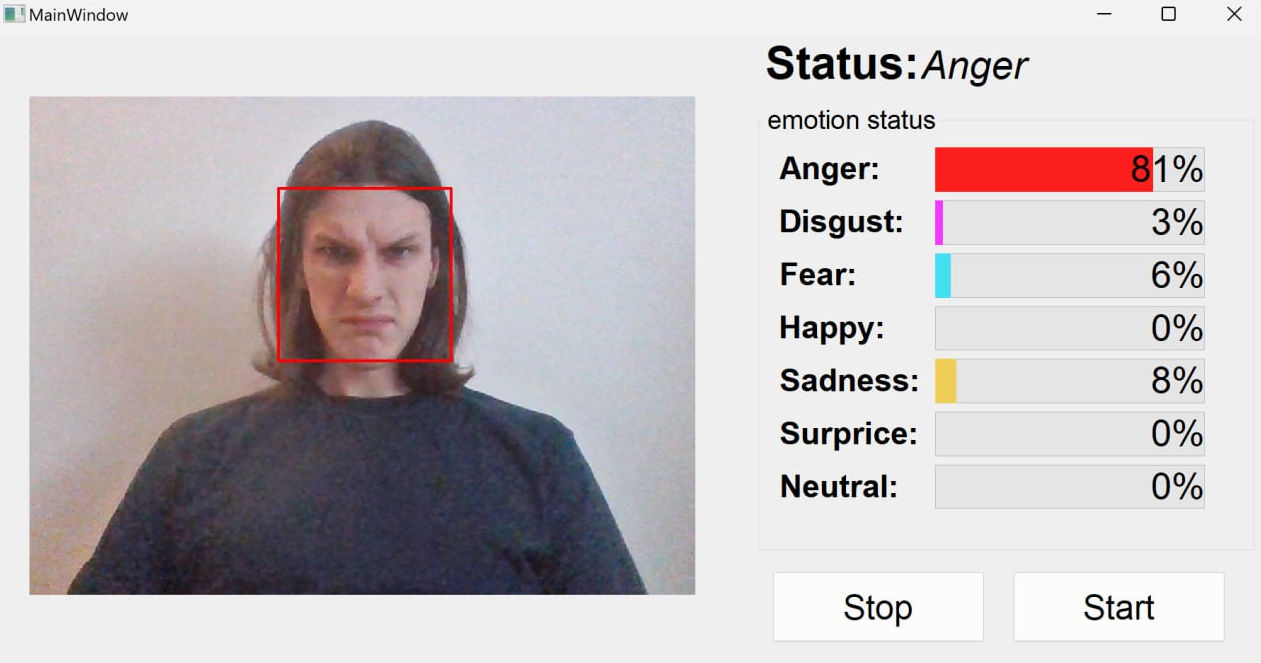 MainWindow
Status: Anger
emotion status
Anger: 81%
Disgust: 3%
Fear: 6%
Happy: 0%
Sadness: 8%
Surprice: 0%
Neutral: 0%
Stop Start